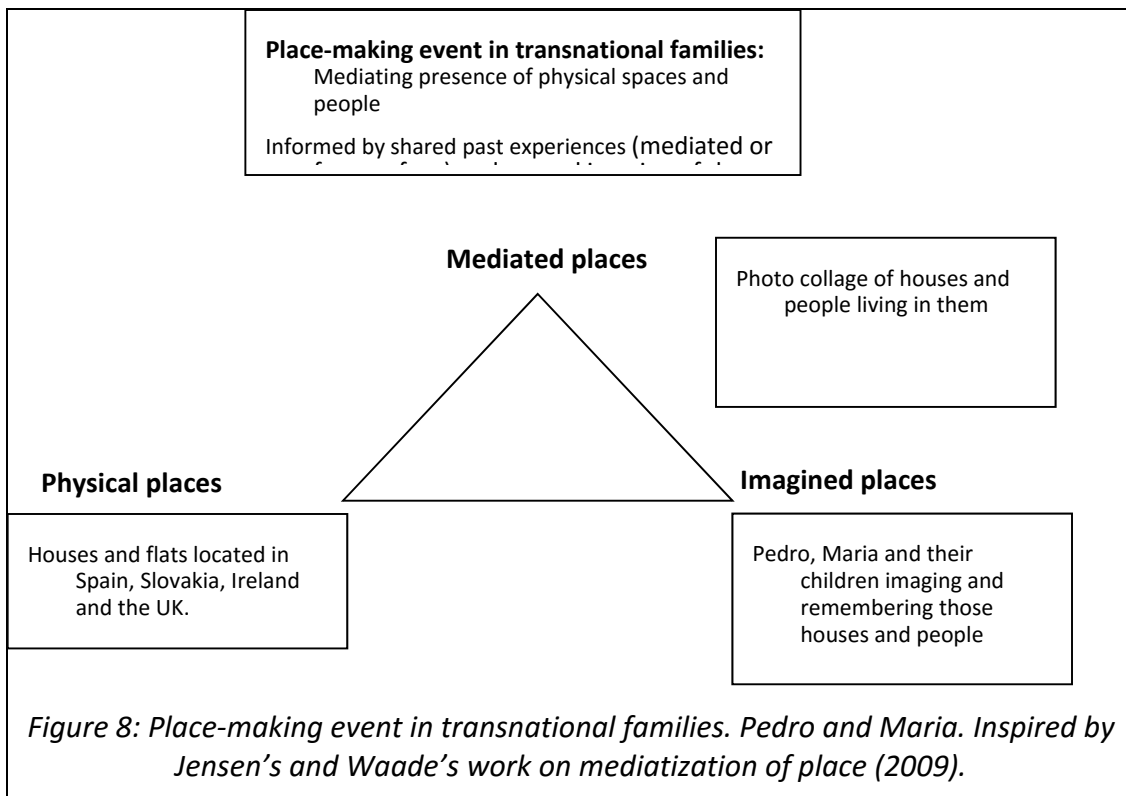 Place-making event in transnational families:
Mediating presence of physical spaces and
people
Informed by shared past experiences (mediated or
Mediated places
Photo collage of houses and
people living in them
Physical places
Imagined places
Houses and flats located in
Spain, Slovakia, Ireland
and the UK.
Pedro, Maria and their
children imaging and
remembering those
houses and people
Figure 8: Place-making event in transnational families. Pedro and Maria. Inspired by
Jensen’s and Waade’s work on mediatization of place (2009).